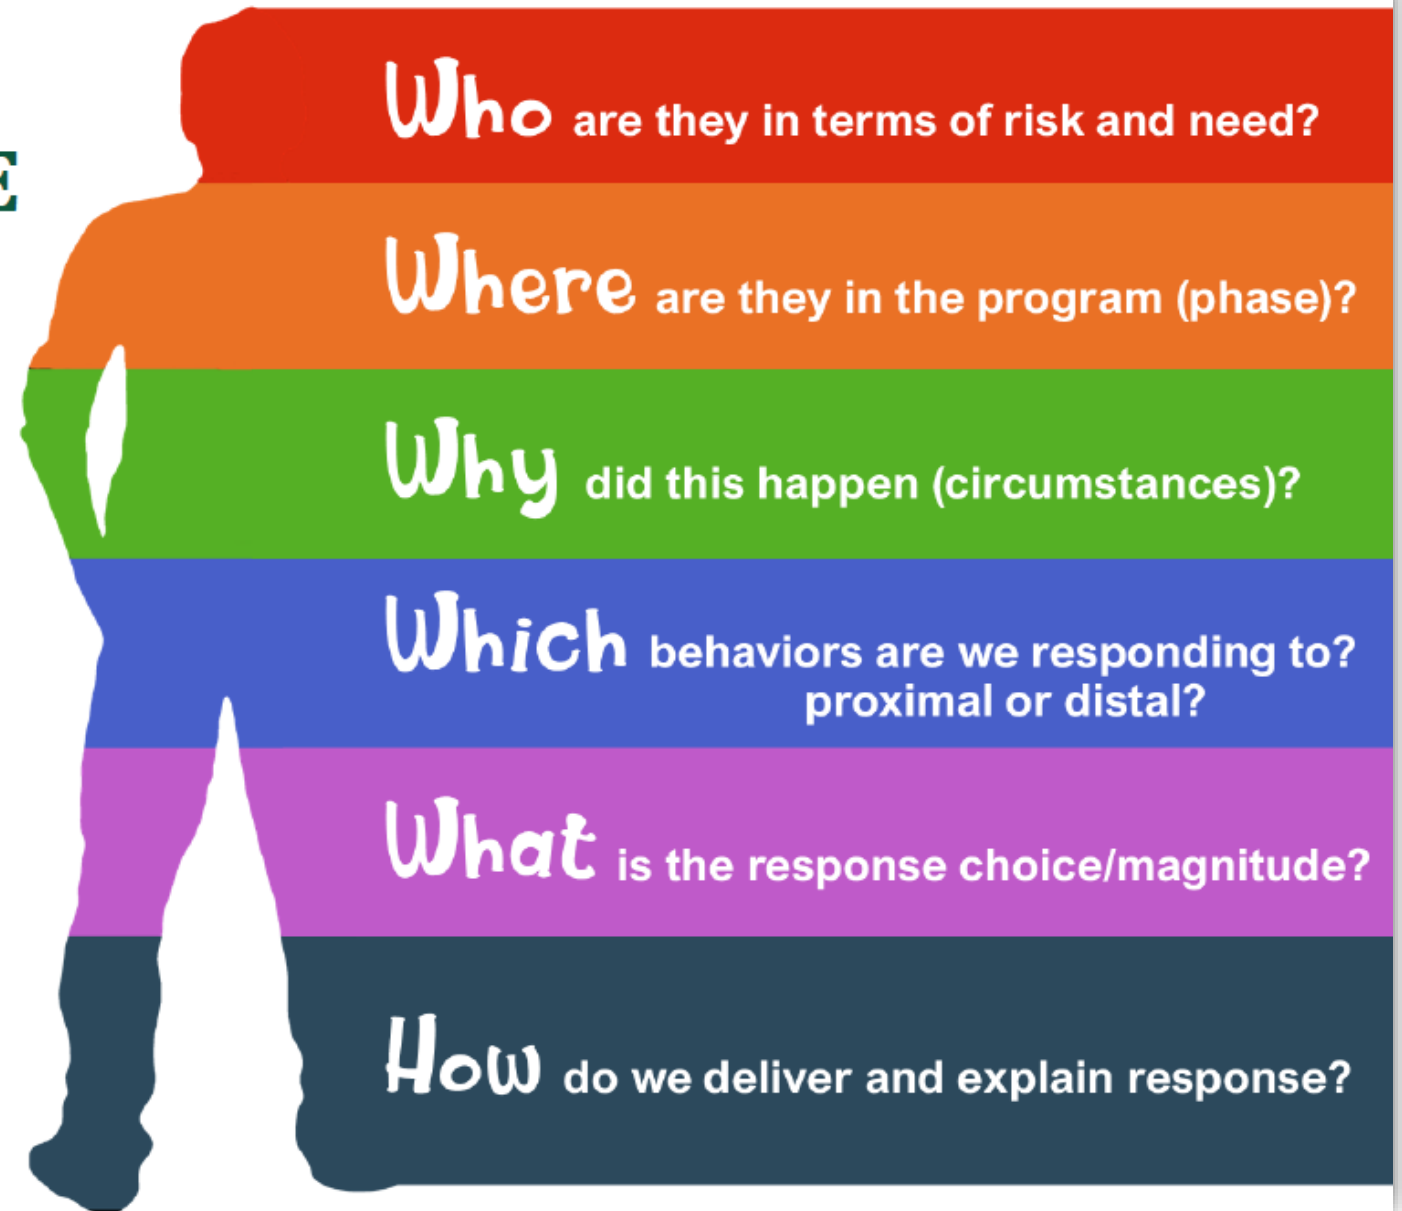 E
Who are they in terms of risk and need?
Where are they in the program (phase)?
Why did this happen (circumstances)?
Which behaviors are we responding to?
proximal or distal?
What is the response choice/magnitude?
How do we deliver and explain response?